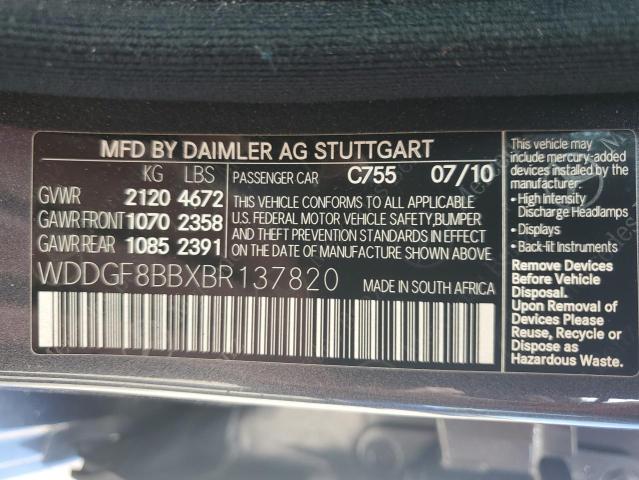 MFD BY DAIMLER AG STUTTGART
KG LBS
GVWR 2120 4672
GAWR FRONT 1070 2358
GAWR REAR 1085 2391
PASSENGER CAR C755 07/10
THIS VEHICLE CONFORMS TO ALL APPLICABLE
U.S. FEDERAL MOTOR VEHICLE SAFETY, BUMPER
AND THEFT PREVENTION STANDARDS IN EFFECT
ON THE DATE OF MANUFACTURE SHOWN ABOVE.
WDDGF8BBXBR137820
MADE IN SOUTH AFRICA
This vehicle may
include mercury-added
devices installed by
the manufacturer:
• High Intensity
Discharge Headlamps
• Displays
• Back-lit Instruments
Remove Devices
Before Vehicle
Disposal.
Upon Removal of
Devices Please
Reuse, Recycle or
Dispose as
Hazardous Waste.